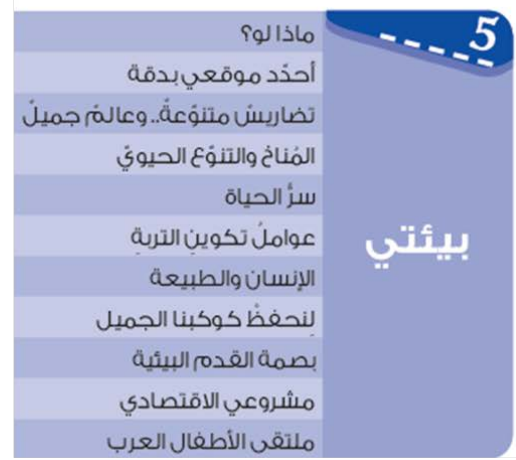 5
بيئتي
ماذا لو؟
أحدّد موقعي بدقة
تضاريسٌ متنوّعةٌ.. وعالمٌ جميلٌ
المُناخُ والتنوّعُ الحيويّ
سرُّ الحياة
عواملُ تكوينِ التربةِ
الإنسان والطبيعة
لِنحفظْ كوكبنا الجميل
بصمة القدم البيئية
مشروعي الاقتصادي
ملتقى الأطفال العرب